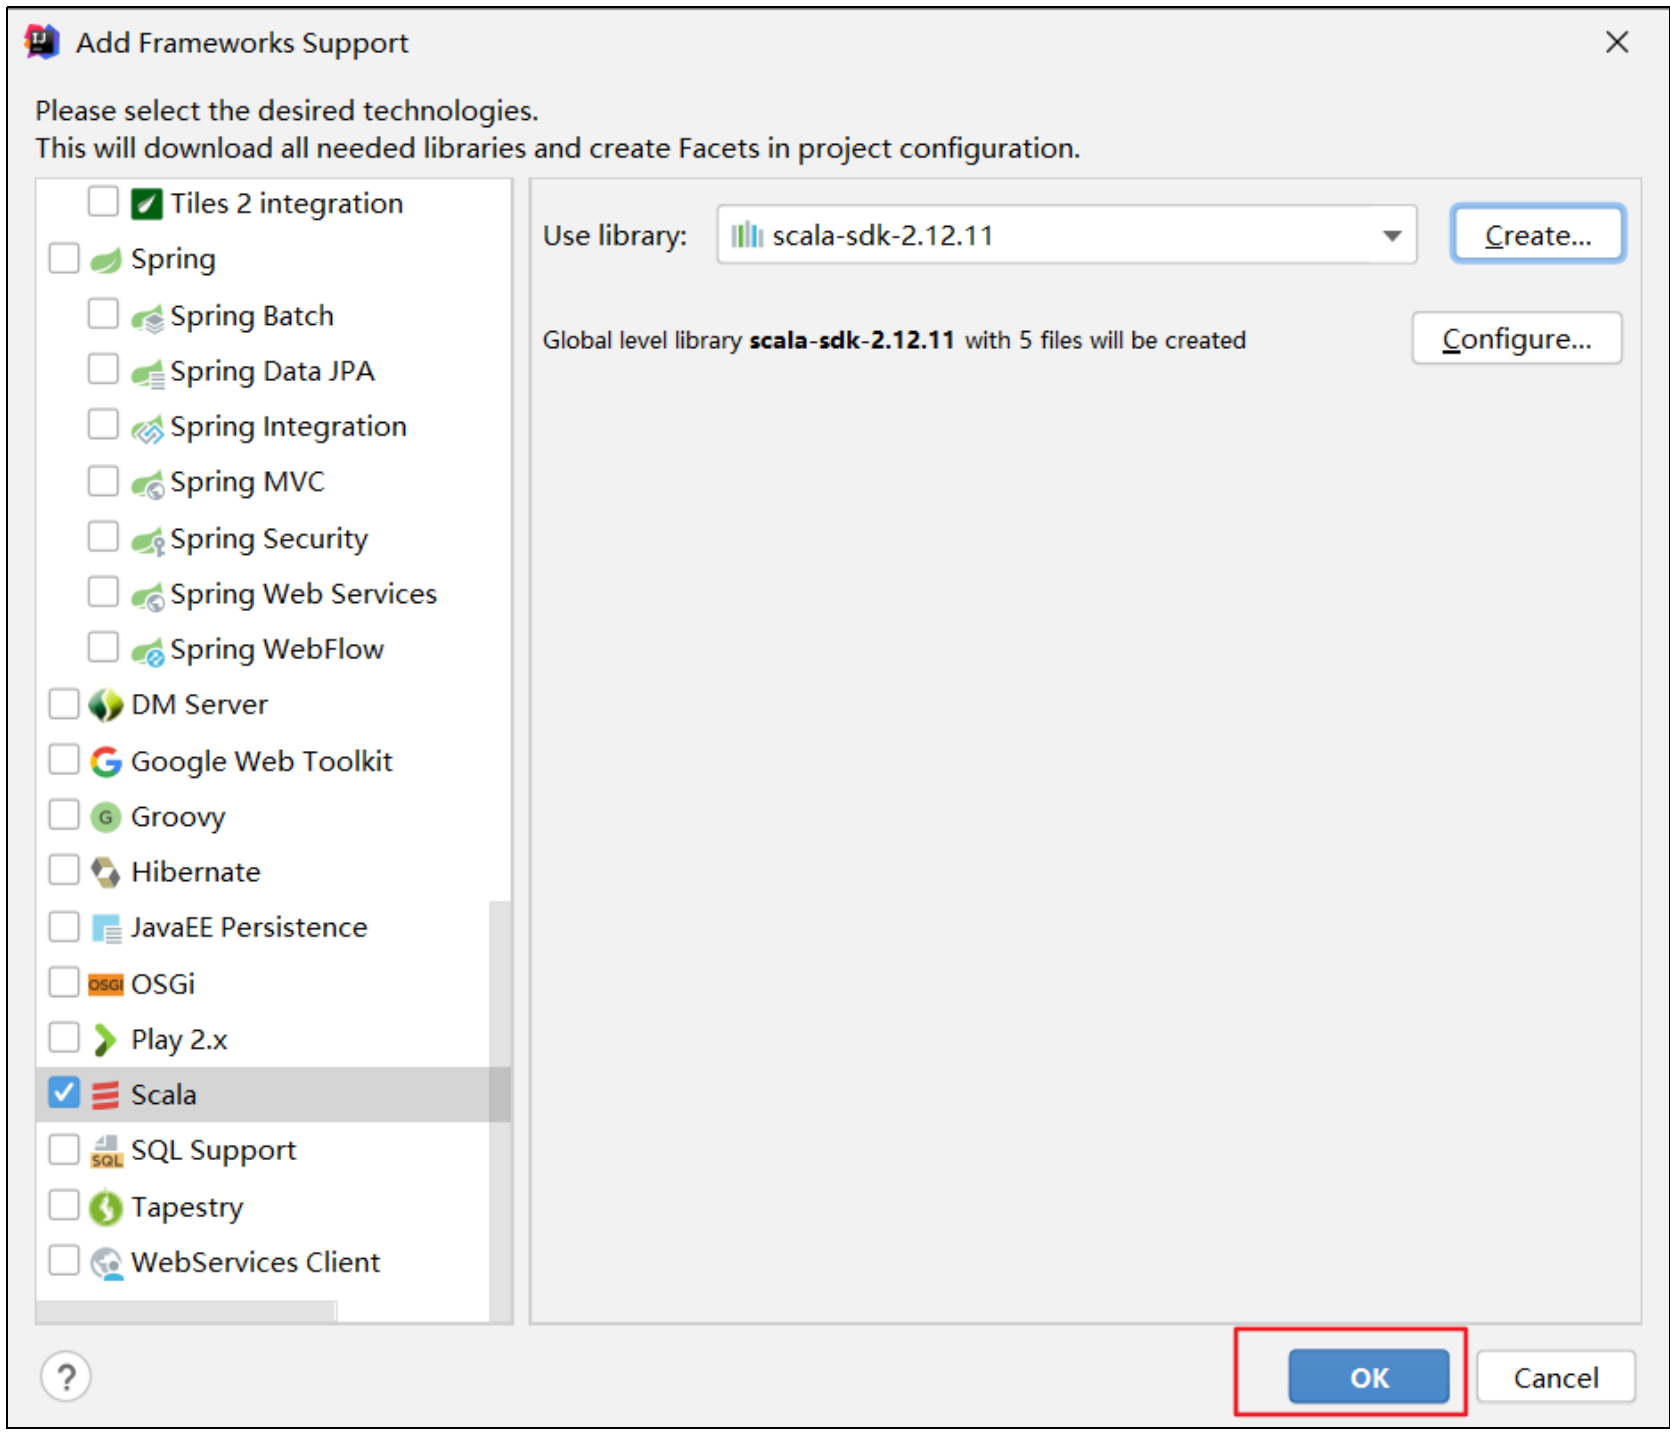 IJ
Add Frameworks Support
Please select the desired technologies.
This will download all needed libraries and create Facets in project configuration.
Tiles 2 integration
Spring
Spring Batch
Spring Data JPA
Spring Integration
Spring MVC
Spring Security
Spring Web Services
Spring WebFlow
DM Server
Google Web Toolkit
G Groovy
Hibernate
JavaEE Persistence
OSGI OSGi
Play 2.x
Scala
SQL SQL Support
Tapestry
WebServices Client
Use library: scala-sdk-2.12.11 Create...
Global level library scala-sdk-2.12.11 with 5 files will be created Configure...
? OK Cancel